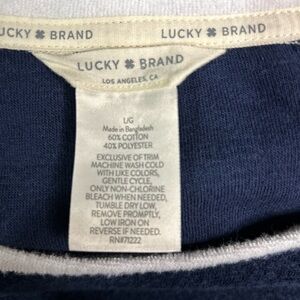 UCKY ♣ BRAND LUCKY ♣ BRAND
LUCKY ♣ BRAND
LOS ANGELES, CA
L/G
Made in Bangladesh
60% COTTON
40% POLYESTER
EXCLUSIVE OF TRIM
MACHINE WASH COLD
WITH LIKE COLORS,
GENTLE CYCLE,
ONLY NON-CHLORINE
BLEACH WHEN NEEDED,
TUMBLE DRY LOW,
REMOVE PROMPTLY,
LOW IRON ON
REVERSE IF NEEDED.
RN#71222